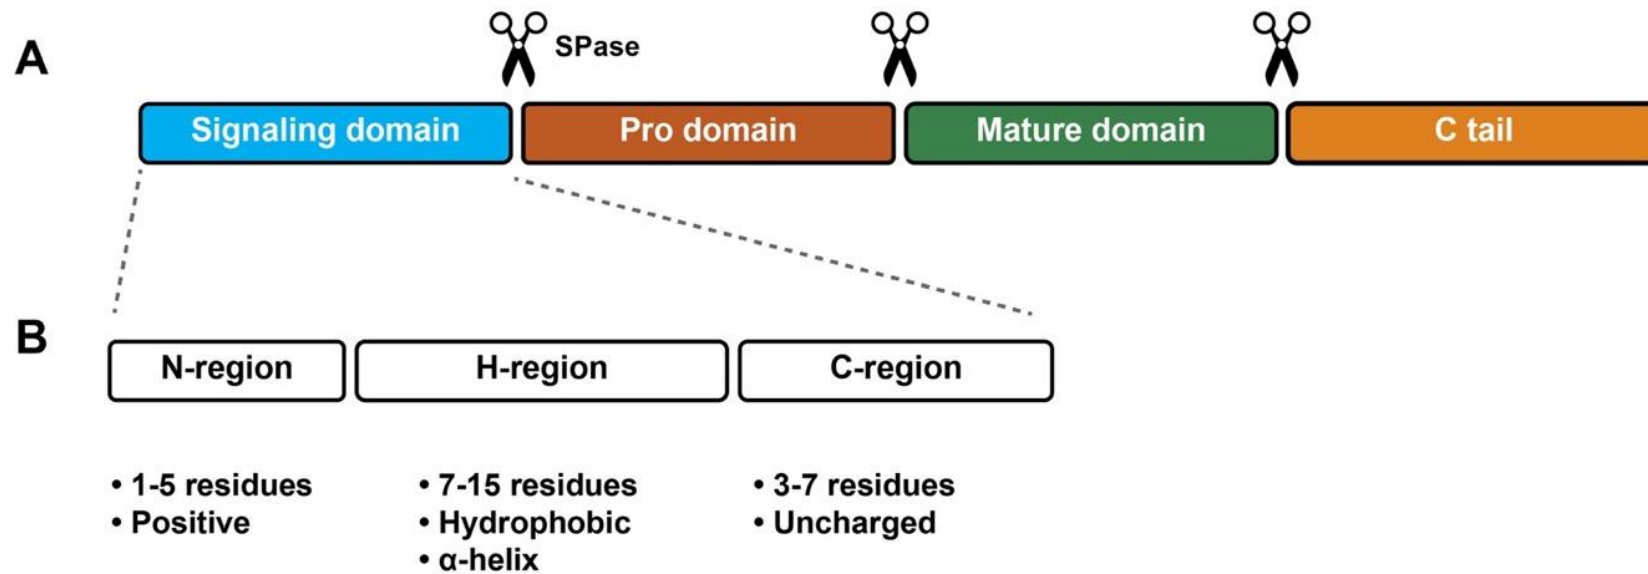 A
SPase
Signaling domain
Pro domain
Mature domain
C tail
B
N-region
H-region
C-region
• 1-5 residues
• Positive
• 7-15 residues
• Hydrophobic
• α-helix
• 3-7 residues
• Uncharged